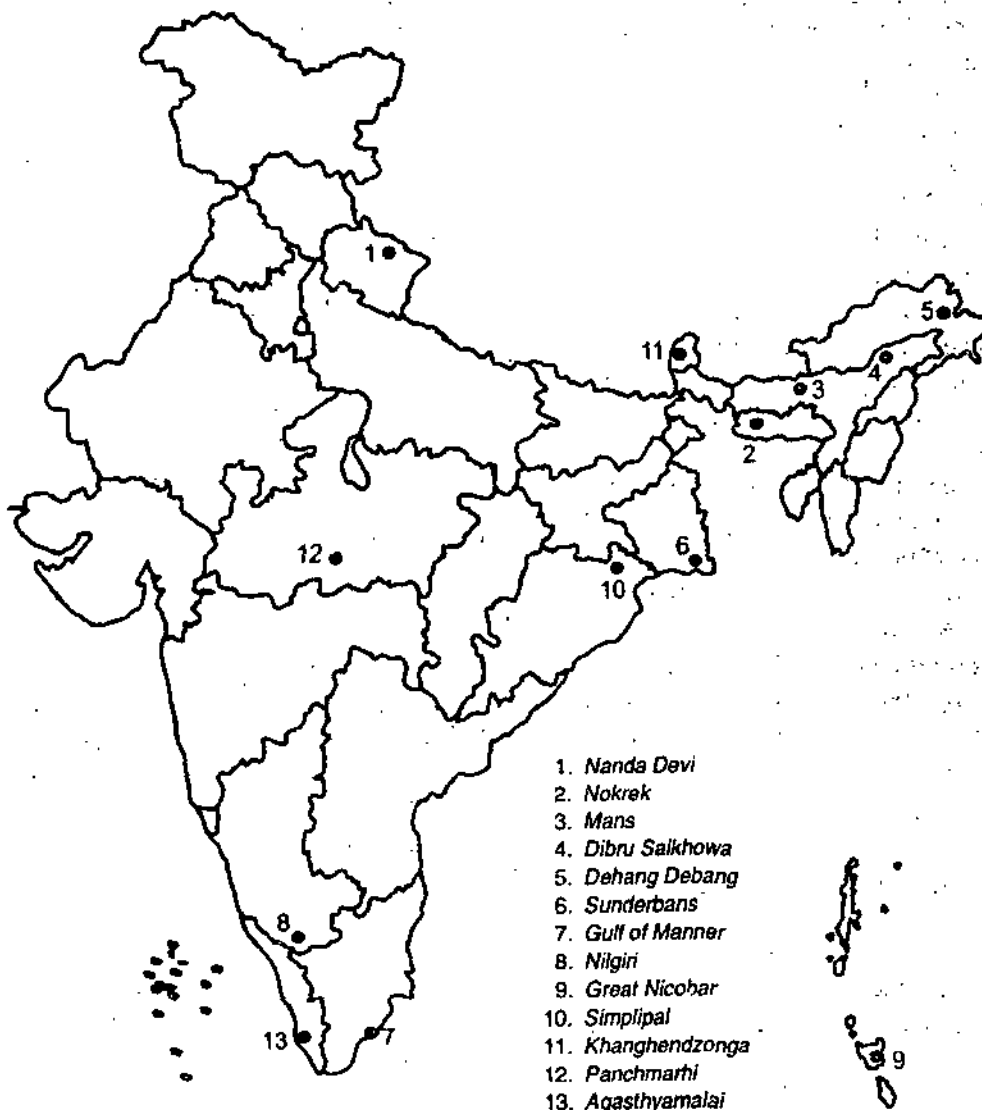 1
5
11
4
3
2
12
6
10
1. Nanda Devi
2. Nokrek
3. Mans
4. Dibru Saikhowa
5. Dehang Debang
6. Sunderbans
7. Gulf of Manner
8
8. Nilgiri
9. Great Nicobar
10. Simplipal
13
7
11. Khanghendzonga
9
12. Panchmarhi
13. Agasthyamalai